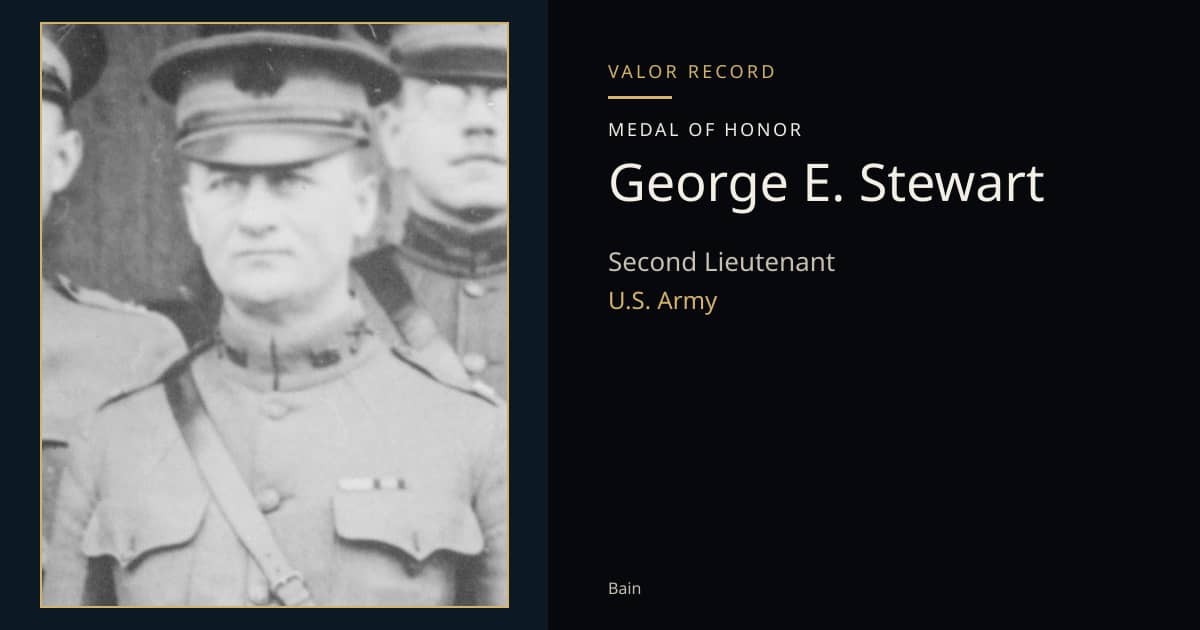 VALOR RECORD
MEDAL OF HONOR
George E. Stewart
Second Lieutenant
U.S. Army
Bain